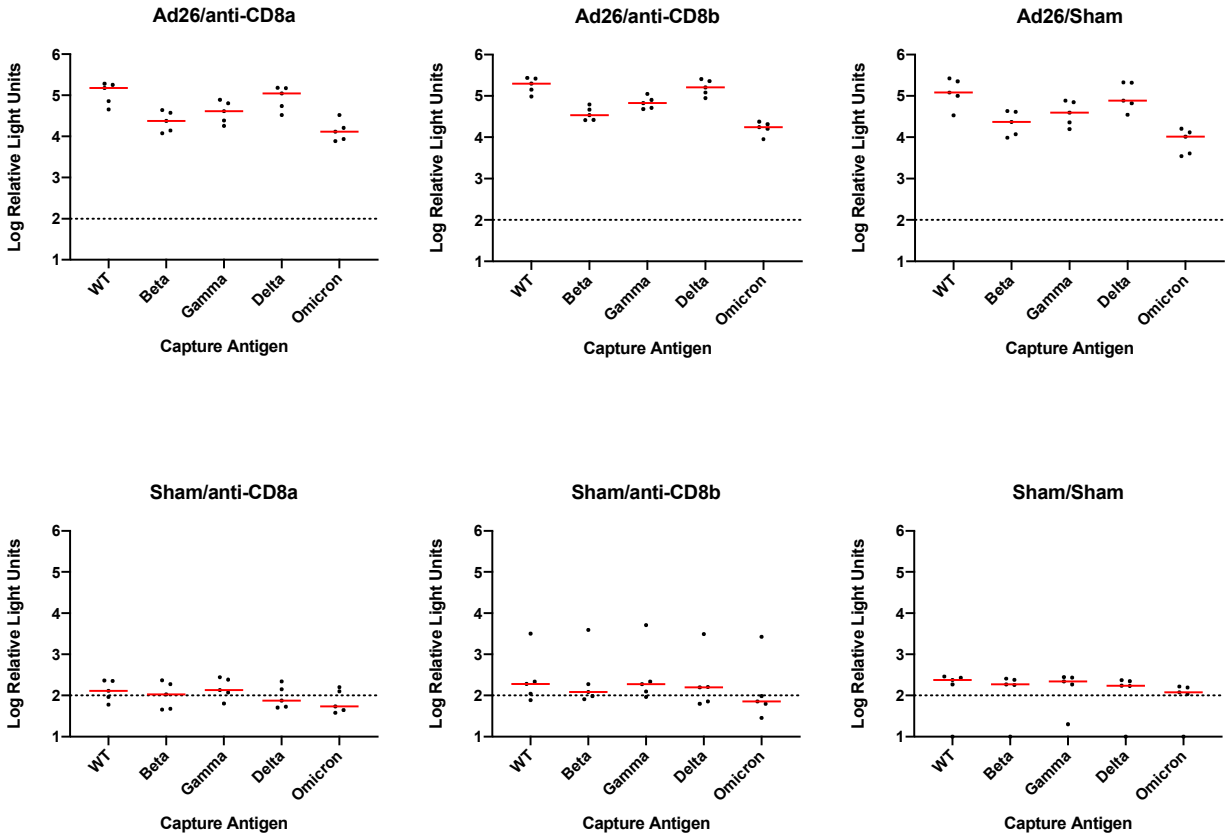 Ad26/anti-CD8a
Log Relative Light Units
6
5
4
3
2
1
WT
Beta
Gamma
Delta
Omicron
Capture Antigen
Ad26/anti-CD8b
Log Relative Light Units
6
5
4
3
2
1
WT
Beta
Gamma
Delta
Omicron
Capture Antigen
Ad26/Sham
Log Relative Light Units
6
5
4
3
2
1
WT
Beta
Gamma
Delta
Omicron
Capture Antigen
Sham/anti-CD8a
Log Relative Light Units
6
5
4
3
2
1
WT
Beta
Gamma
Delta
Omicron
Capture Antigen
Sham/anti-CD8b
Log Relative Light Units
6
5
4
3
2
1
WT
Beta
Gamma
Delta
Omicron
Capture Antigen
Sham/Sham
Log Relative Light Units
6
5
4
3
2
1
WT
Beta
Gamma
Delta
Omicron
Capture Antigen